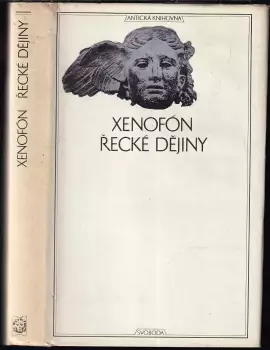 XENOFÓN ŘECKÉ DĚJINY
ANTICKÁ KNIHOVNA
XENOFÓN
ŘECKÉ DĚJINY
SVOBODA